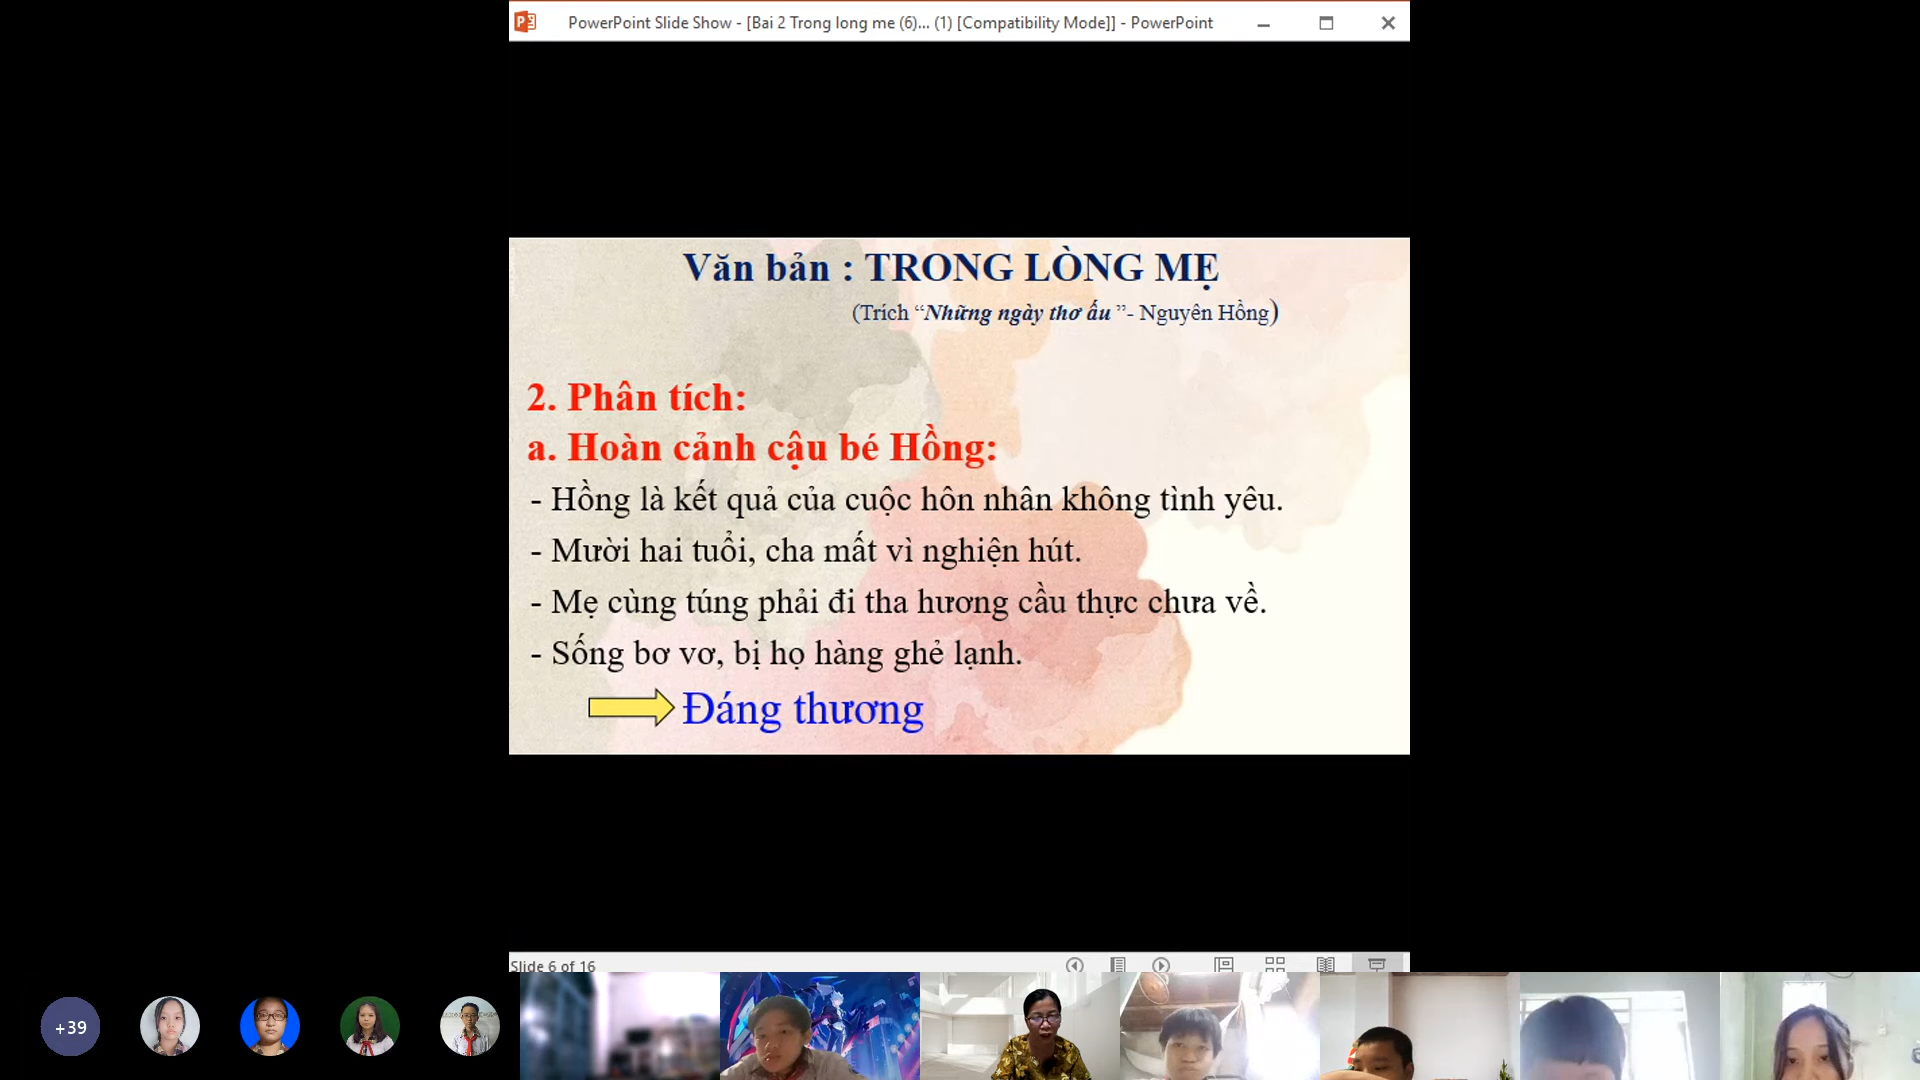 PowerPoint Slide Show - [Bai 2 Trong long me (6)... (1) [Compatibility Mode]] - PowerPoint
Văn bản : TRONG LÒNG MẸ
(Trích “Những ngày thơ ấu ”- Nguyên Hồng)
2. Phân tích:
a. Hoàn cảnh cậu bé Hồng:
- Hồng là kết quả của cuộc hôn nhân không tình yêu.
- Mười hai tuổi, cha mất vì nghiện hút.
- Mẹ cùng túng phải đi tha hương cầu thực chưa về.
- Sống bơ vơ, bị họ hàng ghẻ lạnh.
Đáng thương
Slide 6 of 16
+39